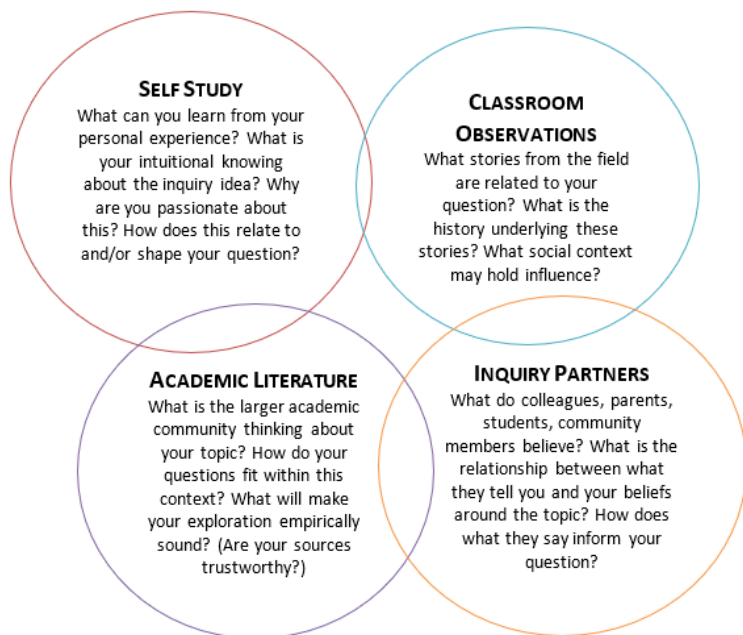 SELF STUDY
What can you learn from your
personal experience? What is
your intuitional knowing
about the inquiry idea? Why
are you passionate about
this? How does this relate to
and/or shape your question?
CLASSROOM
OBSERVATIONS
What stories from the field
are related to your
question? What is the
history underlying these
stories? What social context
may hold influence?
ACADEMIC LITERATURE
What is the larger academic
community thinking about
your topic? How do your
questions fit within this
context? What will make
your exploration empirically
sound? (Are your sources
trustworthy?)
INQUIRY PARTNERS
What do colleagues, parents,
students, community
members believe? What is the
relationship between what
they tell you and your beliefs
around the topic? How does
what they say inform your
question?